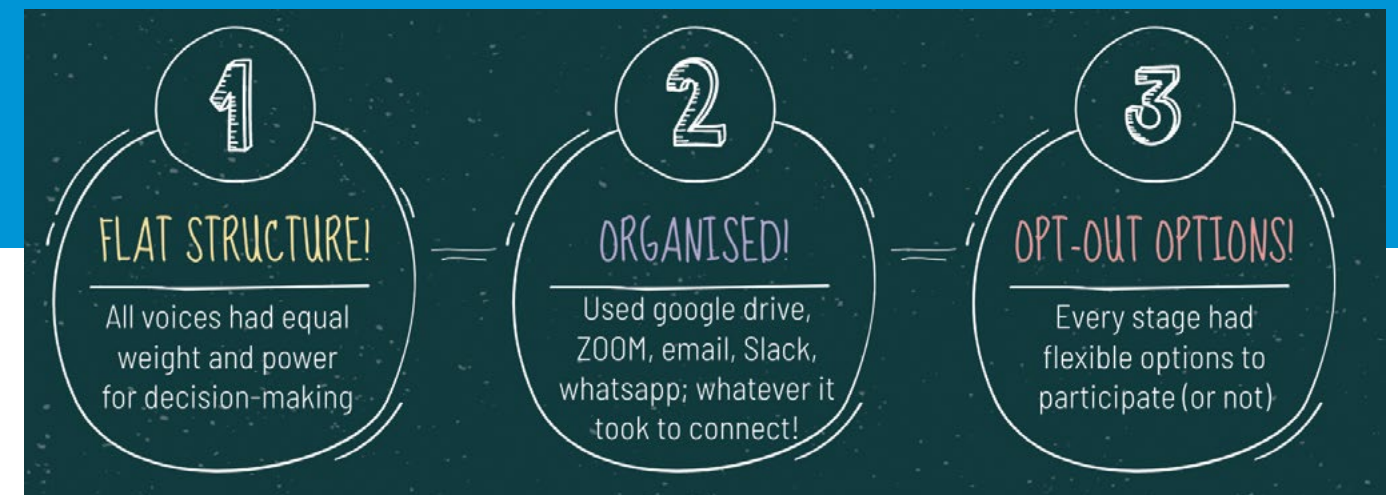 1
FLAT STRUCTURE!
All voices had equal
weight and power
for decision-making
2
ORGANISED!
Used google drive,
ZOOM, email, Slack,
whatsapp; whatever it
took to connect!
3
OPT-OUT OPTIONS!
Every stage had
flexible options to
participate (or not)